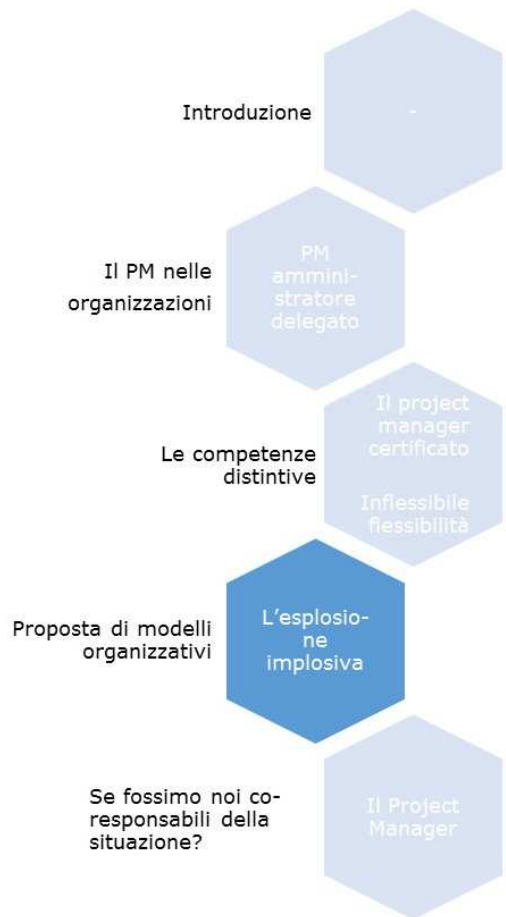 Introduzione
-
Il PM nelle
organizzazioni
PM
ammini-
stratore
delegato
Le competenze
distintive
Il project
manager
certificato
Inflessibile
flessibilità
Proposta di modelli
organizzativi
L'esplosio-
ne
implosiva
Se fossimo noi co-
responsabili della
situazione?
Il Project
Manager